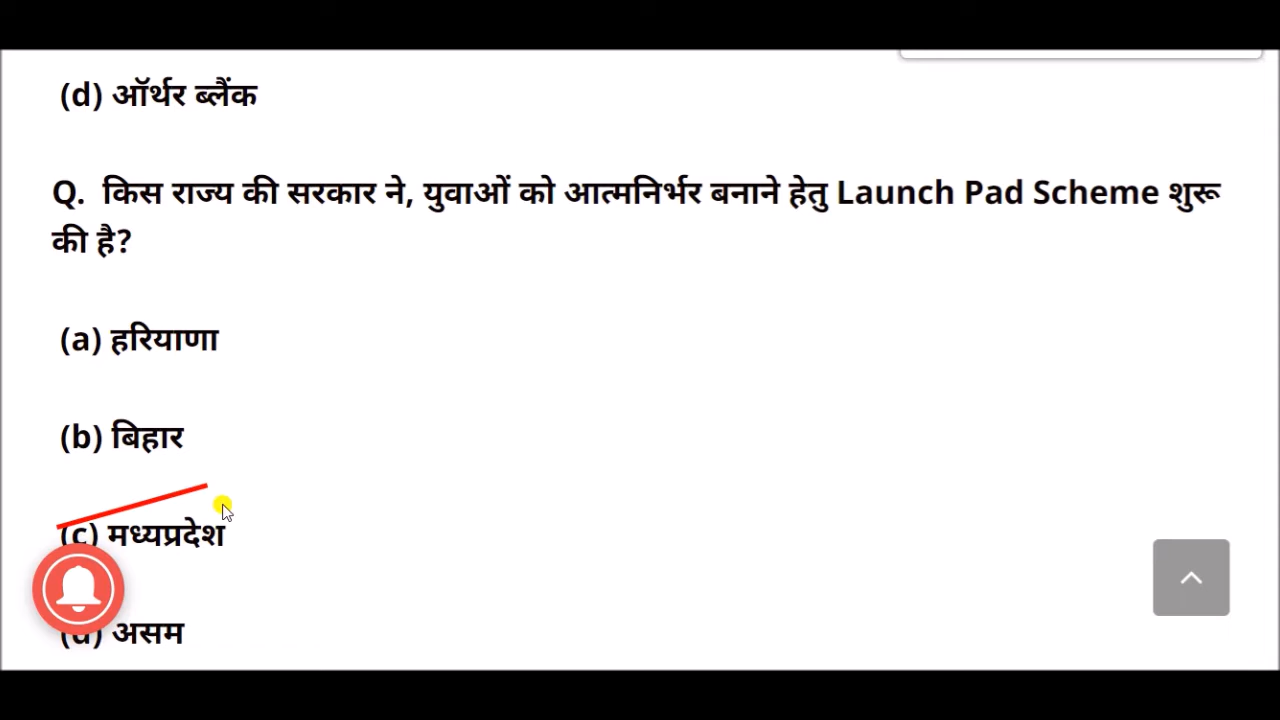 (d) ऑर्थर ब्लैंक
Q. किस राज्य की सरकार ने, युवाओं को आत्मनिर्भर बनाने हेतु Launch Pad Scheme शुरू
की है?
(a) हरियाणा
(b) बिहार
(c) मध्यप्रदेश
(d) असम